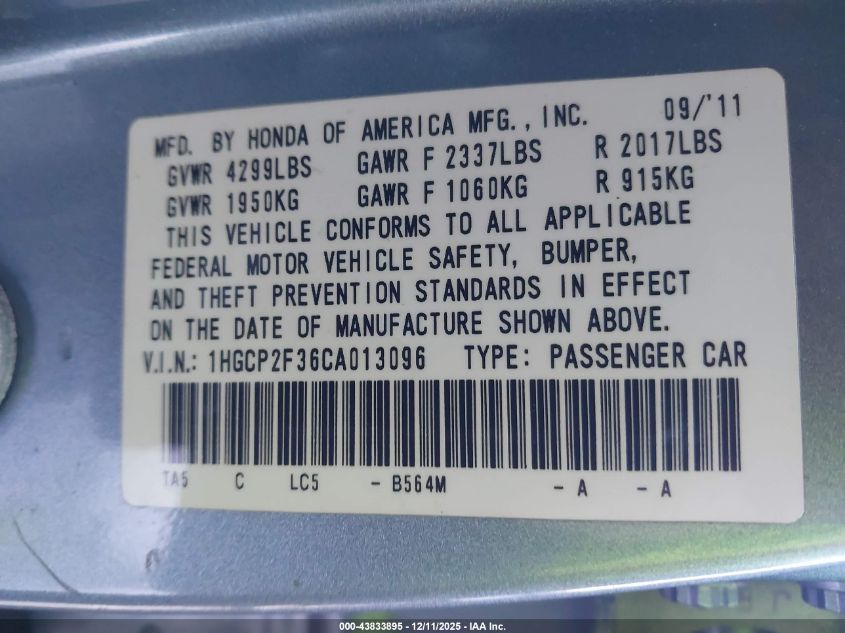 MFD. BY HONDA OF AMERICA MFG., INC. 09/'11
GVWR 4299LBS GAWR F 2337LBS R 2017LBS
GVWR 1950KG GAWR F 1060KG R 915KG
THIS VEHICLE CONFORMS TO ALL APPLICABLE
FEDERAL MOTOR VEHICLE SAFETY, BUMPER,
AND THEFT PREVENTION STANDARDS IN EFFECT
ON THE DATE OF MANUFACTURE SHOWN ABOVE.
V.I.N.: 1HGCP2F36CA013096 TYPE: PASSENGER CAR
TA5 C LC5 - B564M - A - A
000-43833895 - 12/11/2025 - IAA Inc.